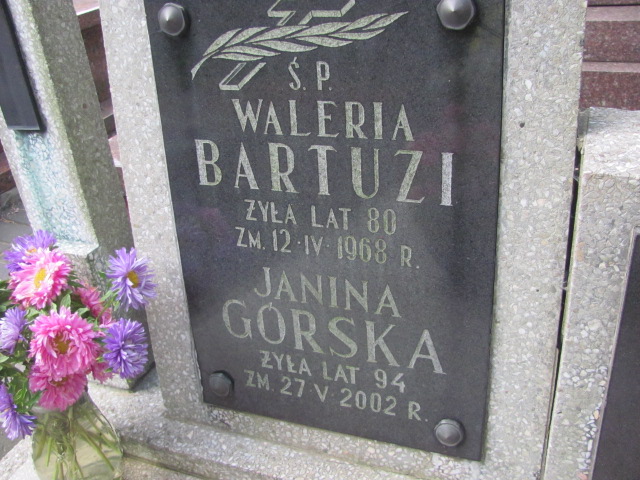 Ś. P.
WALERIA
BARTUZI
ŻYŁA LAT 80
ZM. 12·IV·1968 R.
JANINA
GÓRSKA
ŻYŁA LAT 94
ZM 27 V 2002 R.